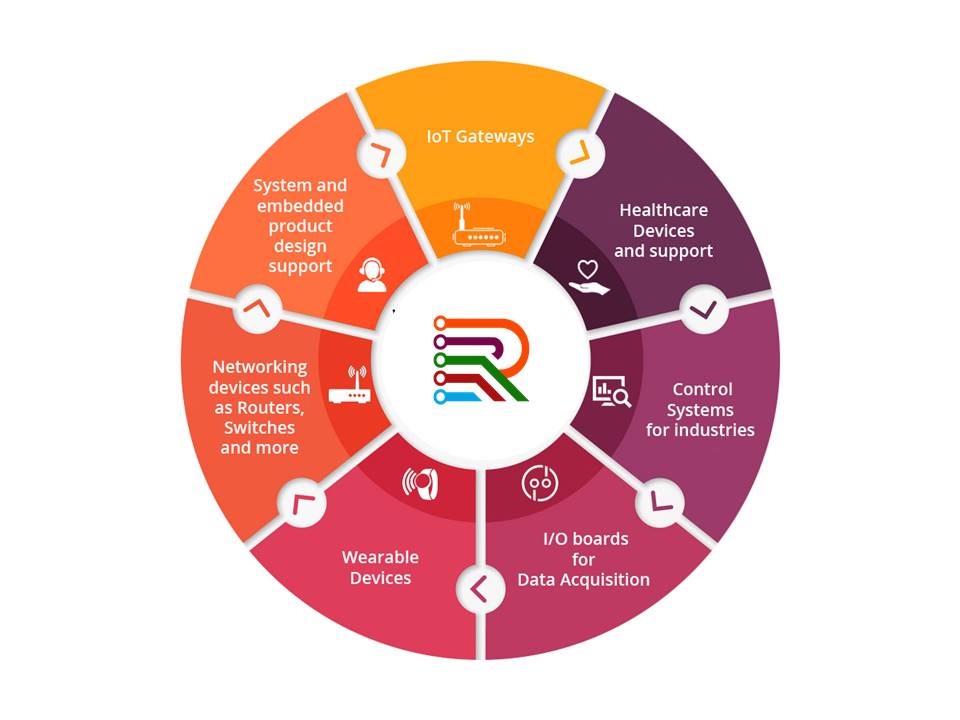 IoT Gateways
Healthcare
Devices
and support
Control
Systems
for industries
I/O boards
for
Data Acquisition
Wearable
Devices
Networking
devices such
as Routers,
Switches
and more
System and
embedded
product
design
support
R